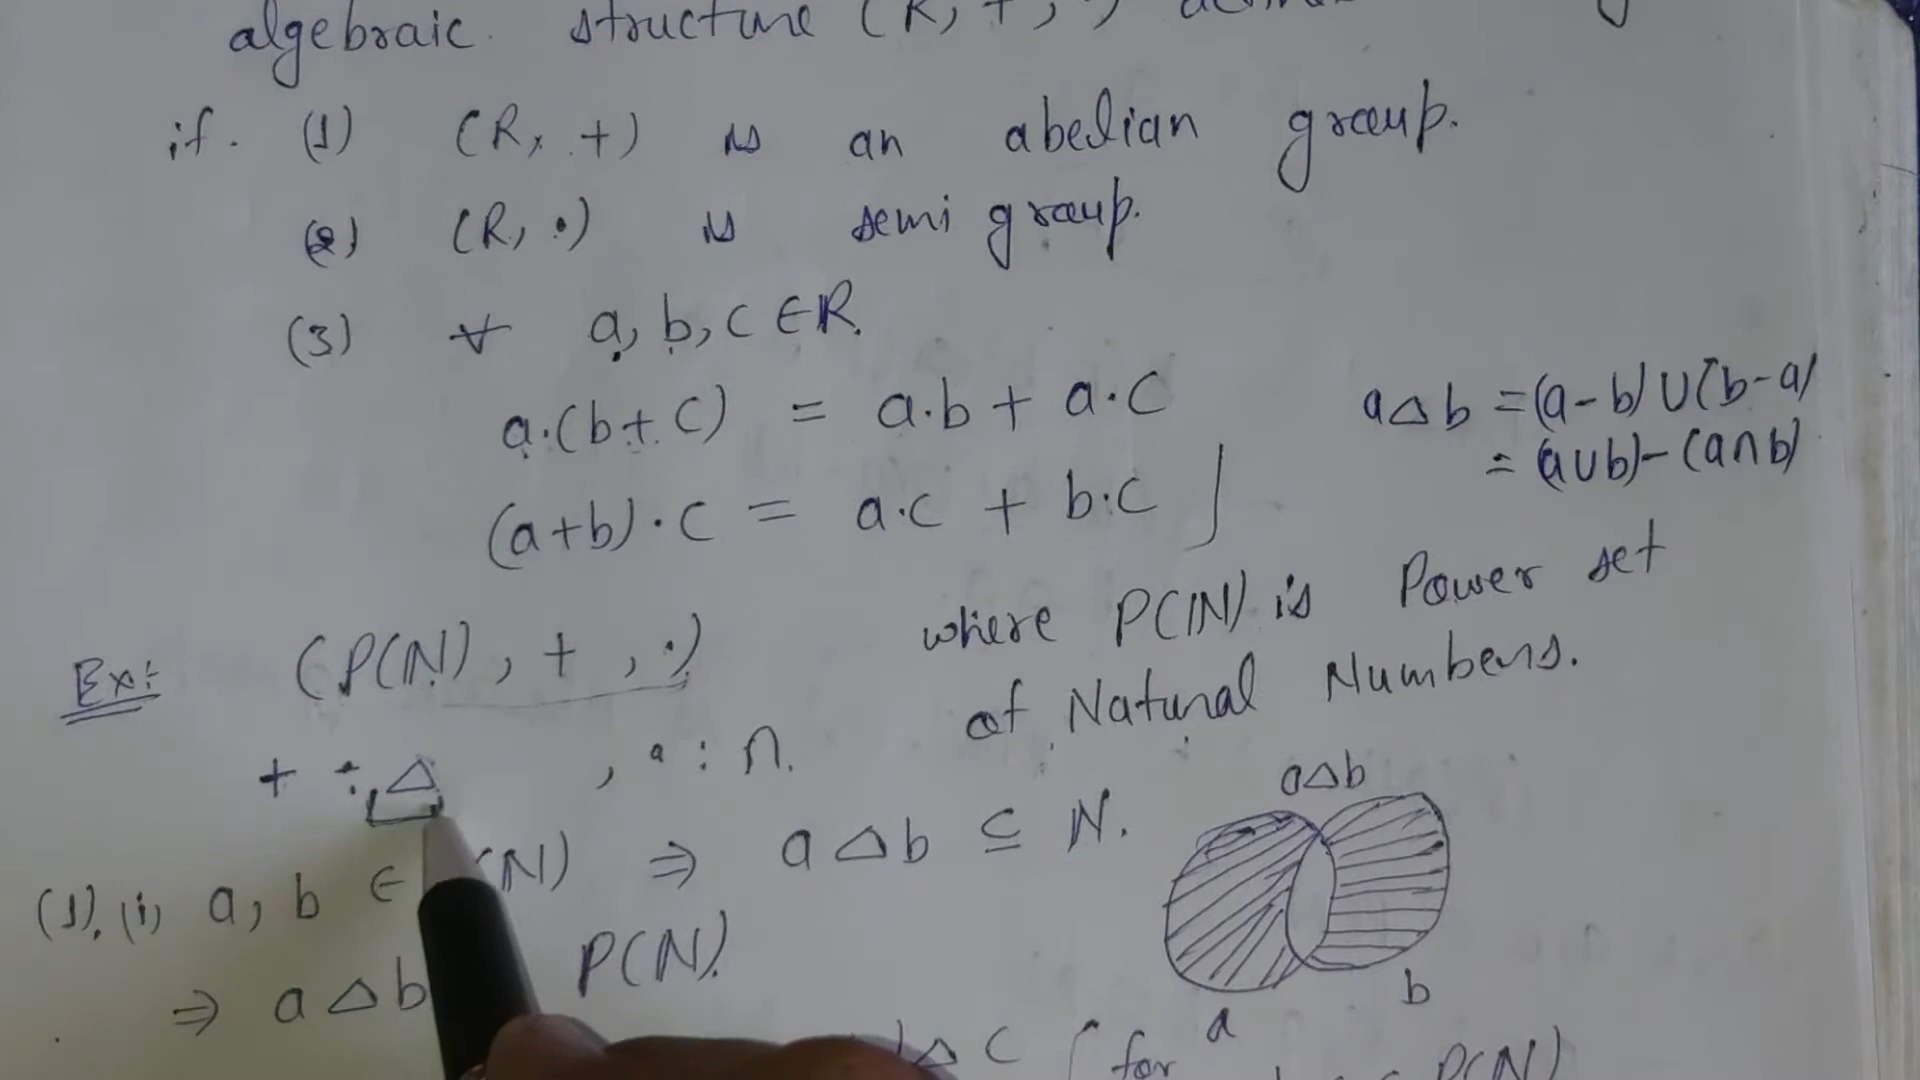 algebraic structure (R, +, ·)
if. (1) (R, +) is an abelian group.
(2) (R, ·) is semi group.
(3) ∀ a, b, c ∈ R.
a·(b+c) = a·b + a·c
(a+b)·c = a·c + b·c
a△b = (a-b)∪(b-a)
= (a∪b)-(a∩b)
Ex: (P(N), +, ·) where P(N) is Power set
of Natural Numbers.
+ : △ , · : ∩.
(1). (i) a, b ∈ (N) ⇒ a△b ⊆ N.
⇒ a△b P(N).
a△b
a
b
△ c for P(N)